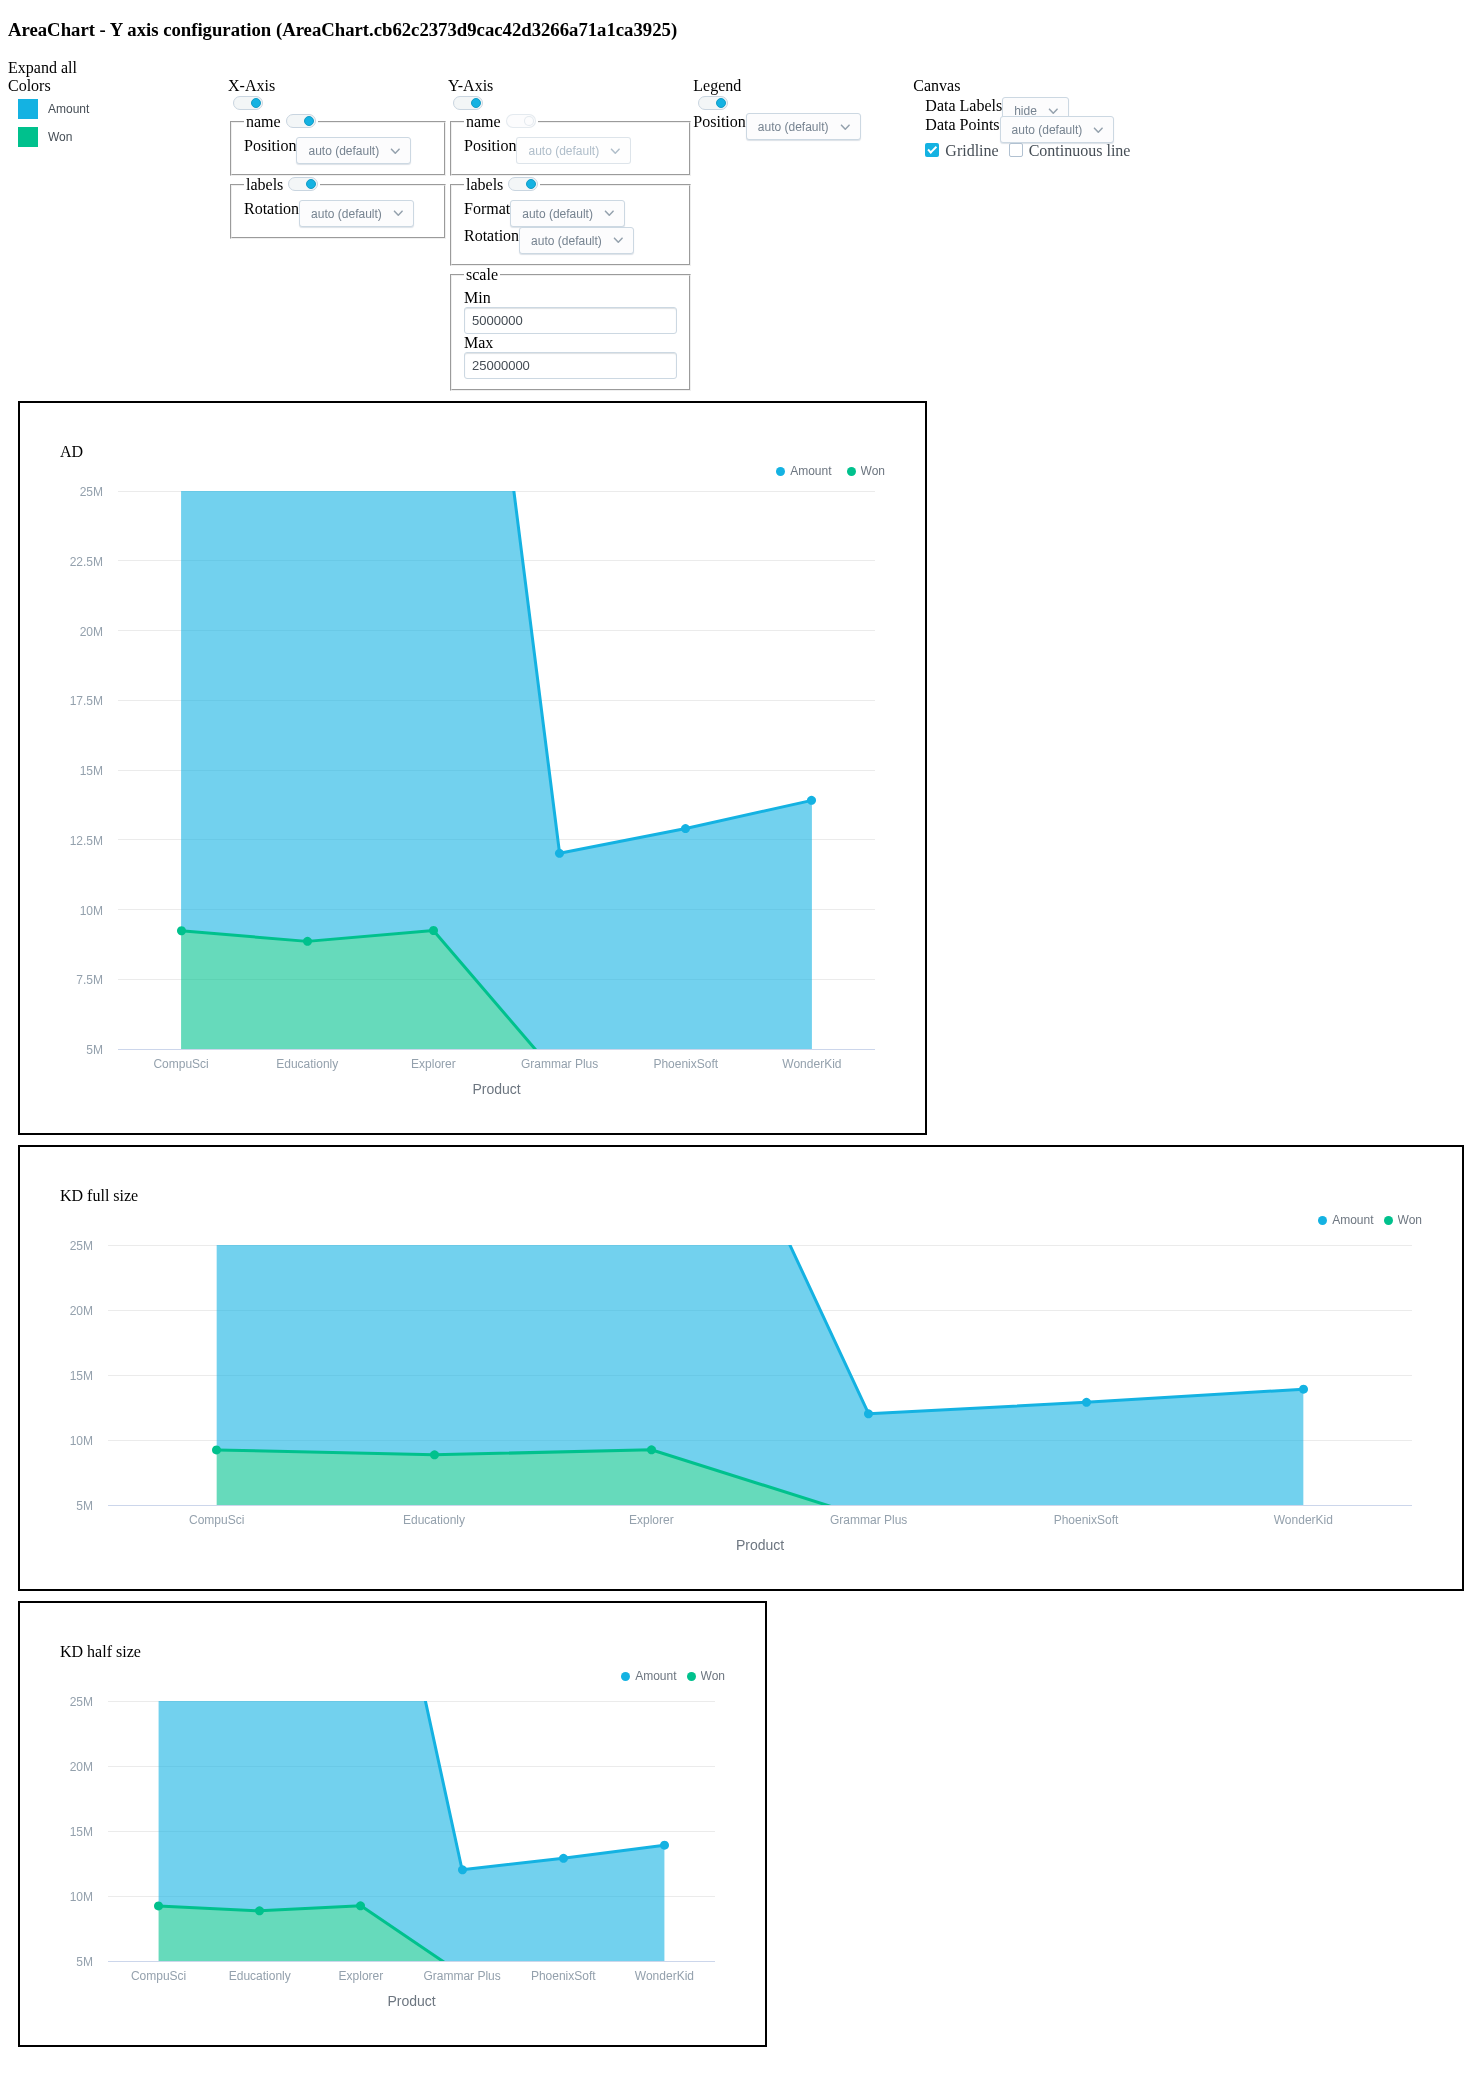 AreaChart - Y axis configuration (AreaChart.cb62c2373d9cac42d3266a71a1ca3925)
Expand all
Colors
Amount
Won
X-Axis
name
Position auto (default)
labels
Rotation auto (default)
Y-Axis
name
Position auto (default)
labels
Format auto (default)
Rotation auto (default)
scale
Min
5000000
Max
25000000
Legend
Position auto (default)
Canvas
Data Labels hide
Data Points auto (default)
Gridline Continuous line
AD
Amount Won
25M
22.5M
20M
17.5M
15M
12.5M
10M
7.5M
5M
CompuSci Educationly Explorer Grammar Plus PhoenixSoft WonderKid
Product
KD full size
Amount Won
25M
20M
15M
10M
5M
CompuSci Educationly Explorer Grammar Plus PhoenixSoft WonderKid
Product
KD half size
Amount Won
25M
20M
15M
10M
5M
CompuSci Educationly Explorer Grammar Plus PhoenixSoft WonderKid
Product